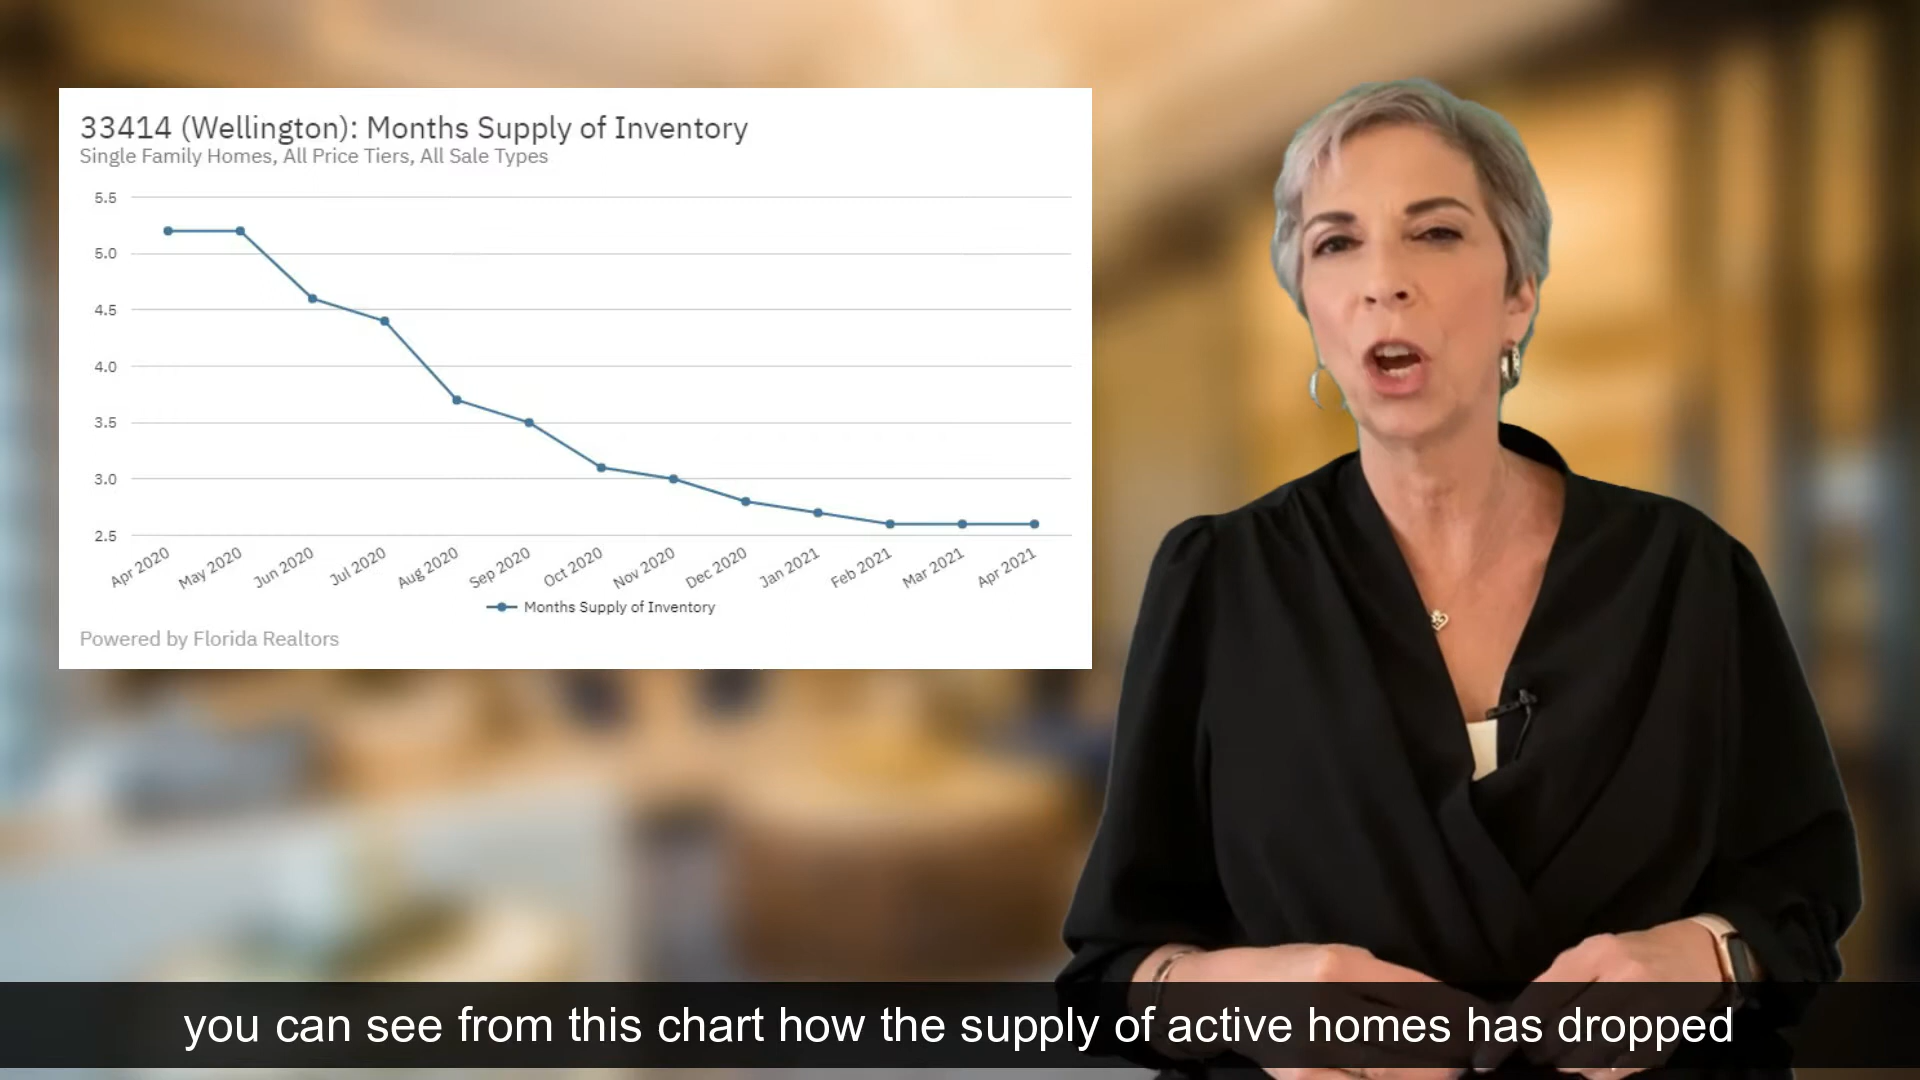 33414 (Wellington): Months Supply of Inventory
Single Family Homes, All Price Tiers, All Sale Types
5.5
5.0
4.5
4.0
3.5
3.0
2.5
Apr 2020 May 2020 Jun 2020 Jul 2020 Aug 2020 Sep 2020 Oct 2020 Nov 2020 Dec 2020 Jan 2021 Feb 2021 Mar 2021 Apr 2021
Months Supply of Inventory
Powered by Florida Realtors
you can see from this chart how the supply of active homes has dropped